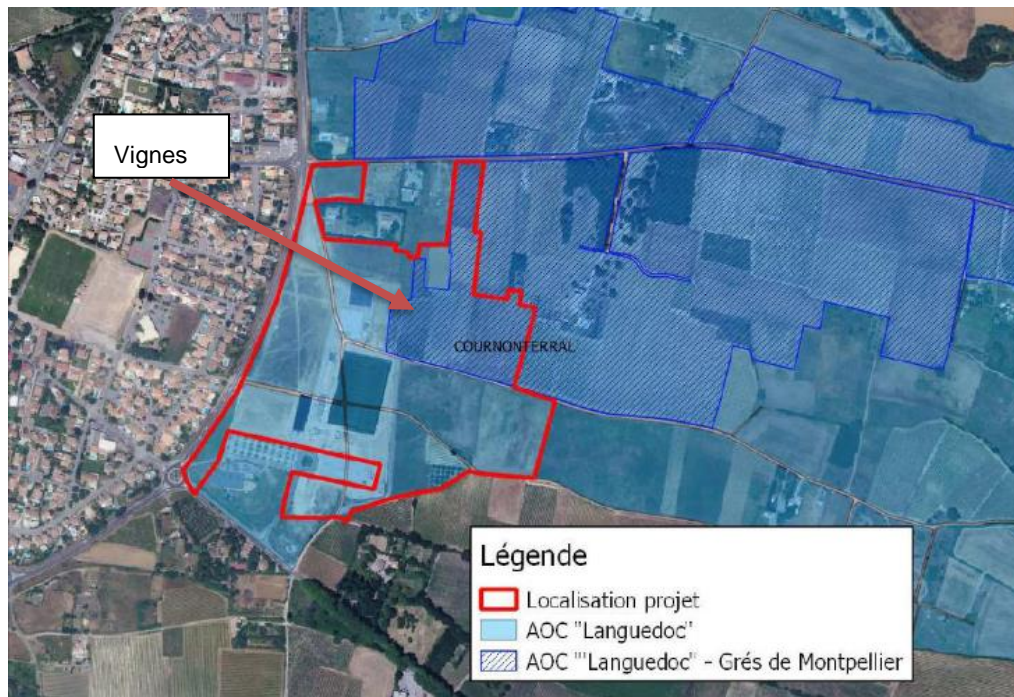 Vignes
COURNONTERRAL
Légende
Localisation projet
AOC "Languedoc"
AOC '"Languedoc" - Grés de Montpellier